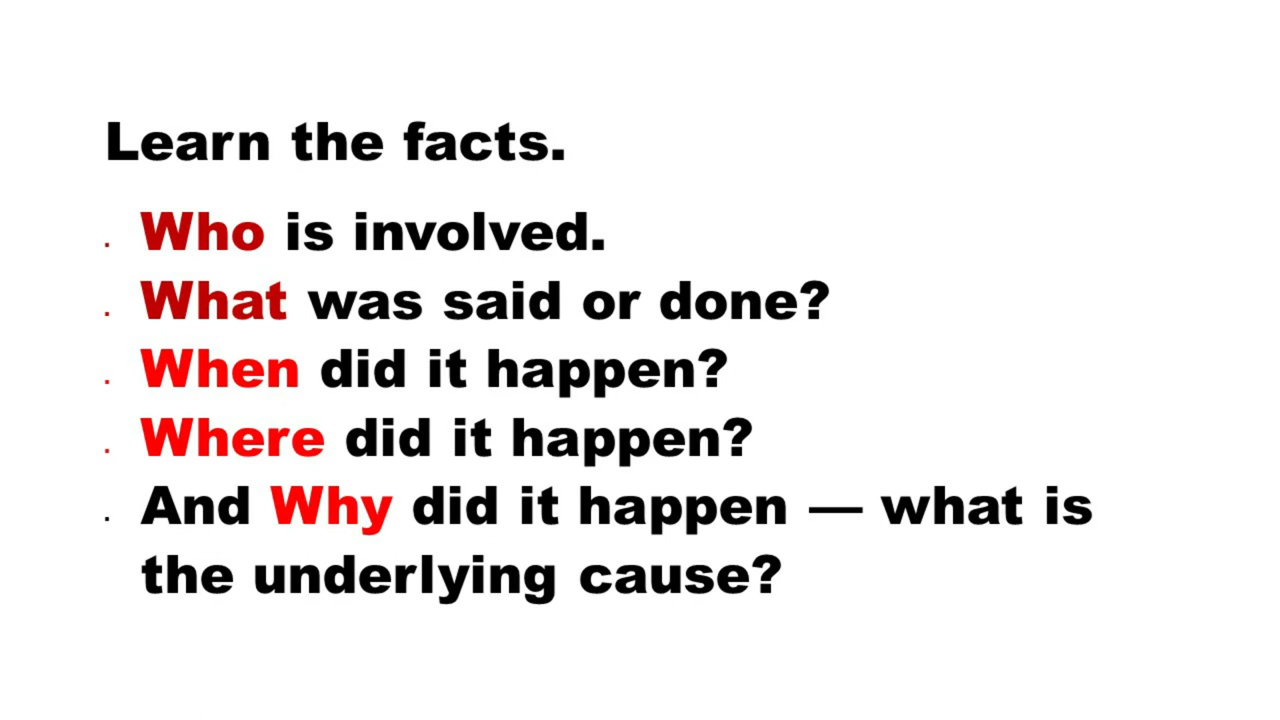 Learn the facts.
. Who is involved.
. What was said or done?
. When did it happen?
. Where did it happen?
. And Why did it happen — what is
the underlying cause?